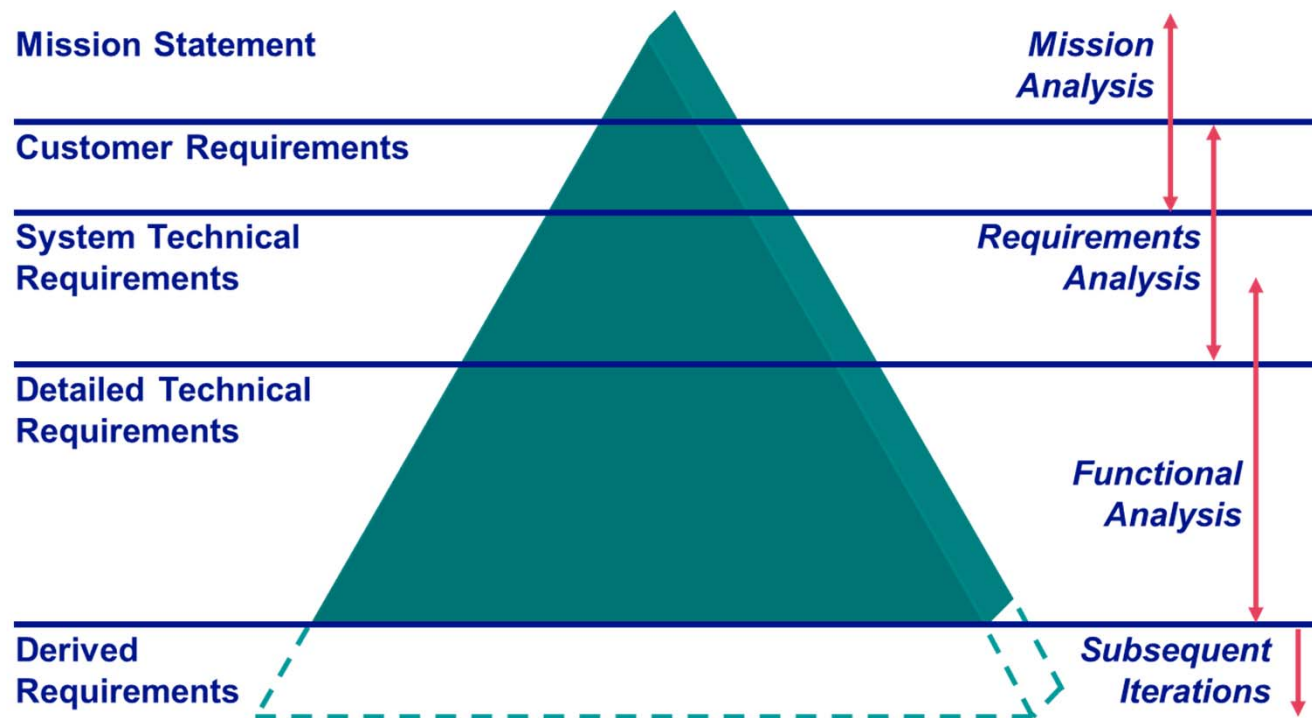 Mission Statement
Mission
Analysis
Customer Requirements
System Technical
Requirements
Requirements
Analysis
Detailed Technical
Requirements
Functional
Analysis
Derived
Requirements
Subsequent
Iterations